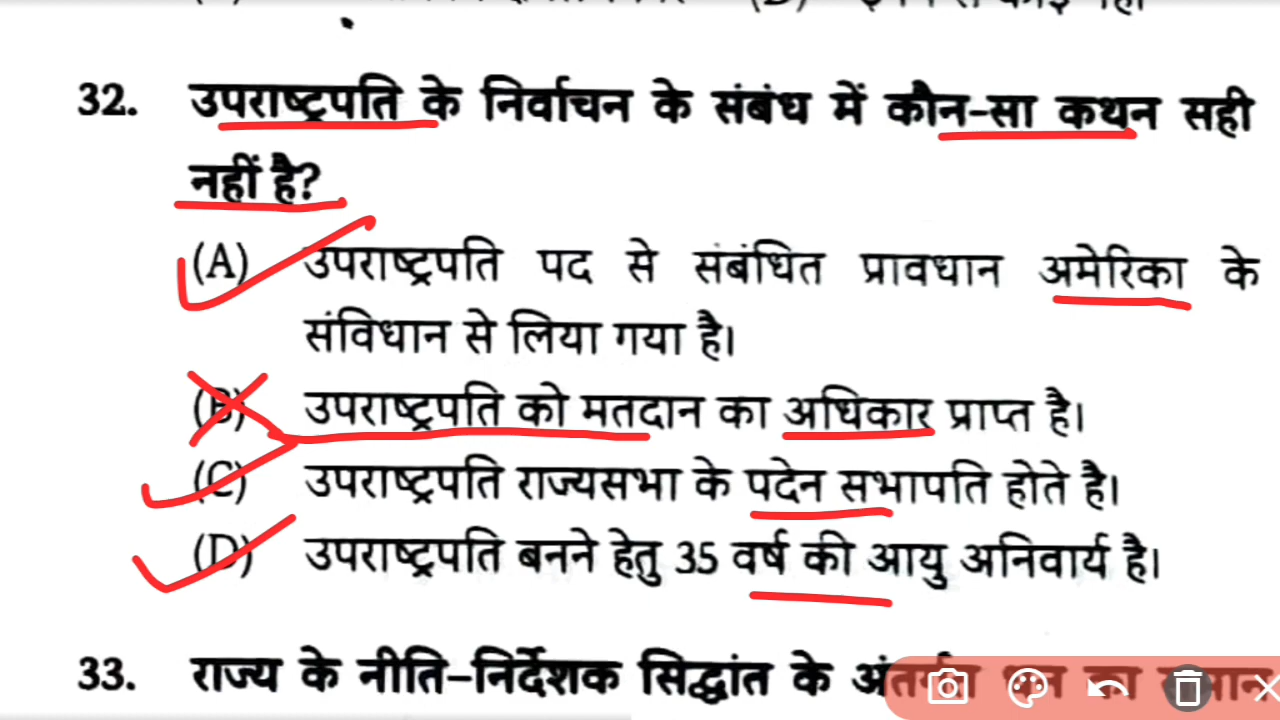 32. उपराष्ट्रपति के निर्वाचन के संबंध में कौन-सा कथन सही
नहीं है?
(A) उपराष्ट्रपति पद से संबंधित प्रावधान अमेरिका के
संविधान से लिया गया है।
(B) उपराष्ट्रपति को मतदान का अधिकार प्राप्त है।
(C) उपराष्ट्रपति राज्यसभा के पदेन सभापति होते है।
(D) उपराष्ट्रपति बनने हेतु 35 वर्ष की आयु अनिवार्य है।
33. राज्य के नीति-निर्देशक सिद्धांत के